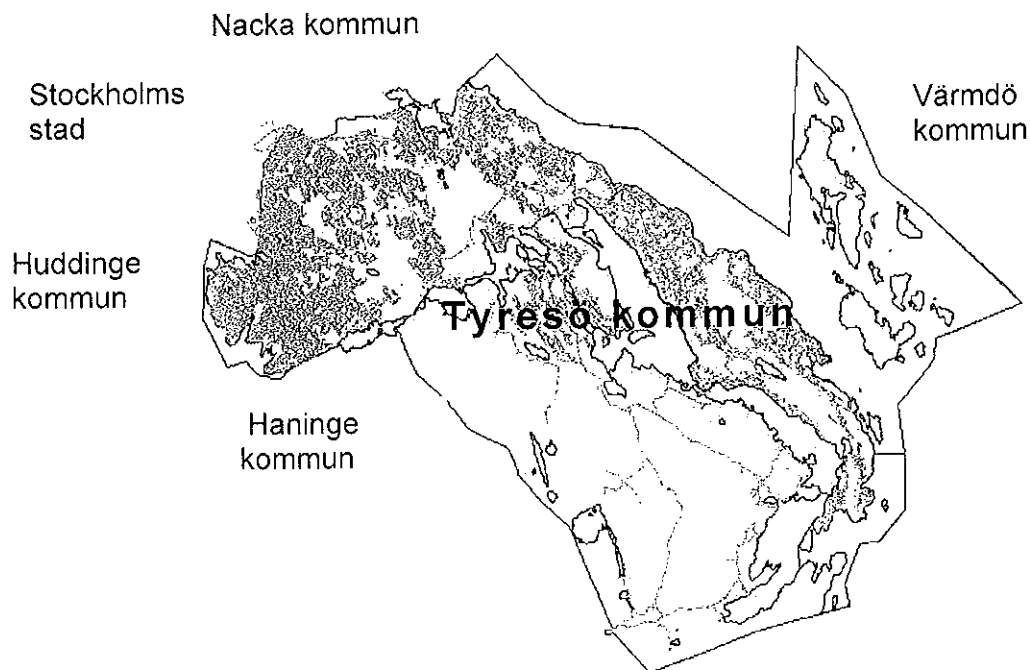 Nacka kommun
Stockholms
stad
Värmdö
kommun
Huddinge
kommun
Tyresö kommun
Haninge
kommun